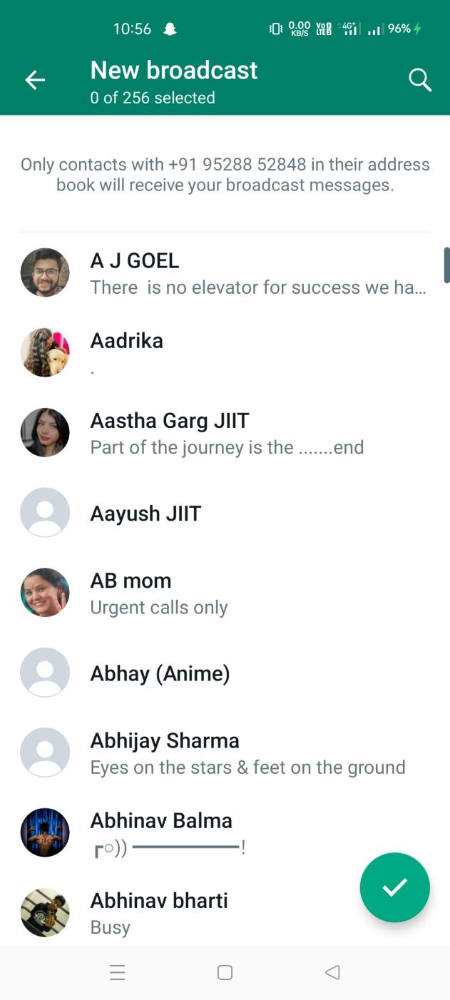 10:56
0.00 KB/S
VoD LTE2
4G+
96%
New broadcast
0 of 256 selected
Only contacts with +91 95288 52848 in their address
book will receive your broadcast messages.
A J GOEL
There  is no elevator for success we ha...
Aadrika
.
Aastha Garg JIIT
Part of the journey is the .......end
Aayush JIIT
AB mom
Urgent calls only
Abhay (Anime)
Abhijay Sharma
Eyes on the stars & feet on the ground
Abhinav Balma
┏○)) ━━━━━━━!
Abhinav bharti
Busy